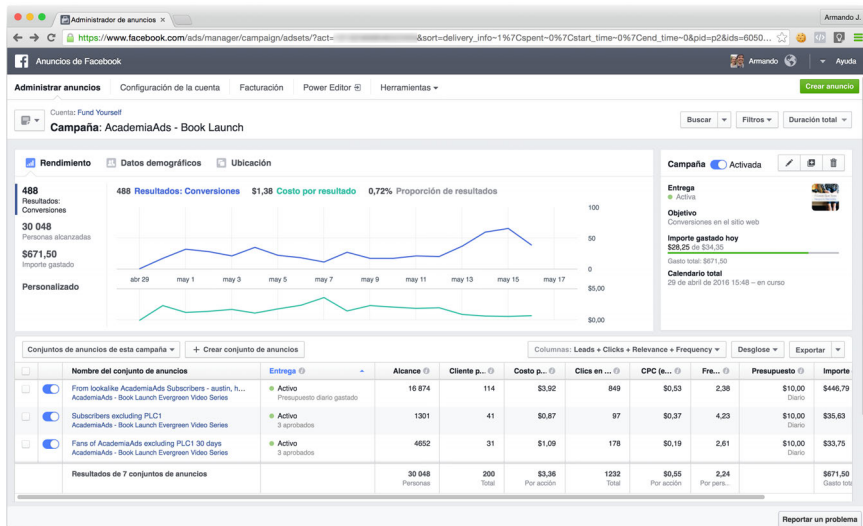 Administrador de anuncios ×
Armando J.
https://www.facebook.com/ads/manager/campaign/adsets/?act= &sort=delivery_info~1%7Cspent~0%7Cstart_time~0%7Cend_time~0&pid=p2&ids=6050...
Anuncios de Facebook
Armando
Ayuda
Administrar anuncios Configuración de la cuenta Facturación Power Editor Herramientas
Crear anuncio
Cuenta: Fund Yourself
Campaña: AcademiaAds - Book Launch
Buscar Filtros Duración total
Rendimiento Datos demográficos Ubicación
488
Resultados:
Conversiones
30 048
Personas alcanzadas
$671,50
Importe gastado
Personalizado
488 Resultados: Conversiones $1,38 Costo por resultado 0,72% Proporción de resultados
100
50
0
abr 29 may 1 may 3 may 5 may 7 may 9 may 11 may 13 may 15 may 17
$5,00
$0,00
Campaña Activada
Entrega
Activa
Objetivo
Conversiones en el sitio web
Importe gastado hoy
$28,25 de $34,35
Gasto total: $671,50
Calendario total
29 de abril de 2016 15:48 – en curso
Conjuntos de anuncios de esta campaña + Crear conjunto de anuncios Columnas: Leads + Clicks + Relevance + Frequency Desglose Exportar
Nombre del conjunto de anuncios Entrega Alcance Cliente p... Costo p... Clics en ... CPC (e... Fre... Presupuesto Importe
From lookalike AcademiaAds Subscribers - austin, h... Activo 16 874 114 $3,92 849 $0,53 2,38 $10,00 $446,79
AcademiaAds - Book Launch Evergreen Video Series Presupuesto diario gastado Diario
Subscribers excluding PLC1 Activo 1301 41 $0,87 97 $0,37 4,23 $10,00 $35,63
AcademiaAds - Book Launch Evergreen Video Series 3 aprobados Diario
Fans of AcademiaAds excluding PLC1 30 days Activo 4652 31 $1,09 178 $0,19 2,61 $10,00 $33,75
AcademiaAds - Book Launch Evergreen Video Series 3 aprobados Diario
Resultados de 7 conjuntos de anuncios 30 048 200 $3,36 1232 $0,55 2,24 $671,50
Personas Total Por acción Total Por acción Por pers... Gasto tota
Reportar un problema